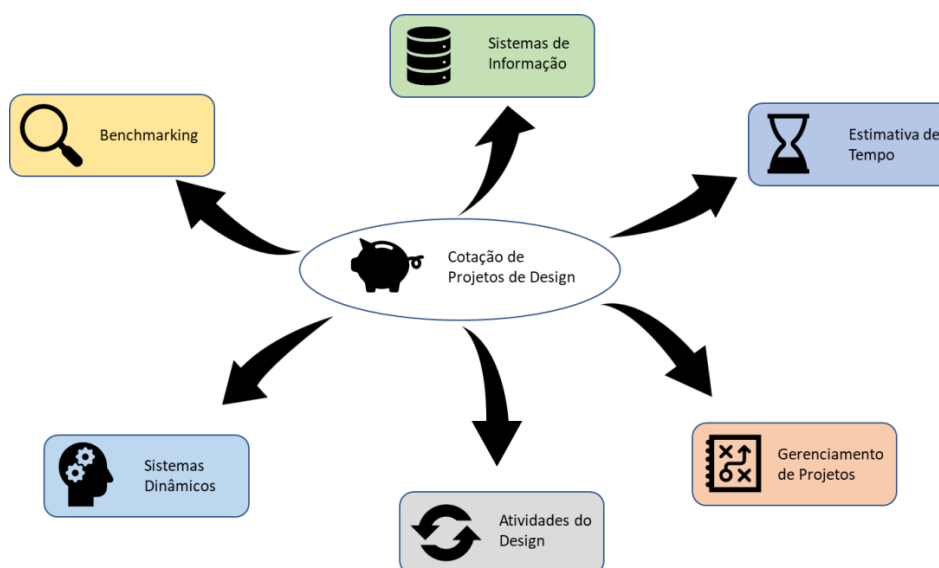 Sistemas de
Informação
Benchmarking
Estimativa de
Tempo
Cotação de
Projetos de Design
Sistemas
Dinâmicos
Gerenciamento
de Projetos
Atividades do
Design